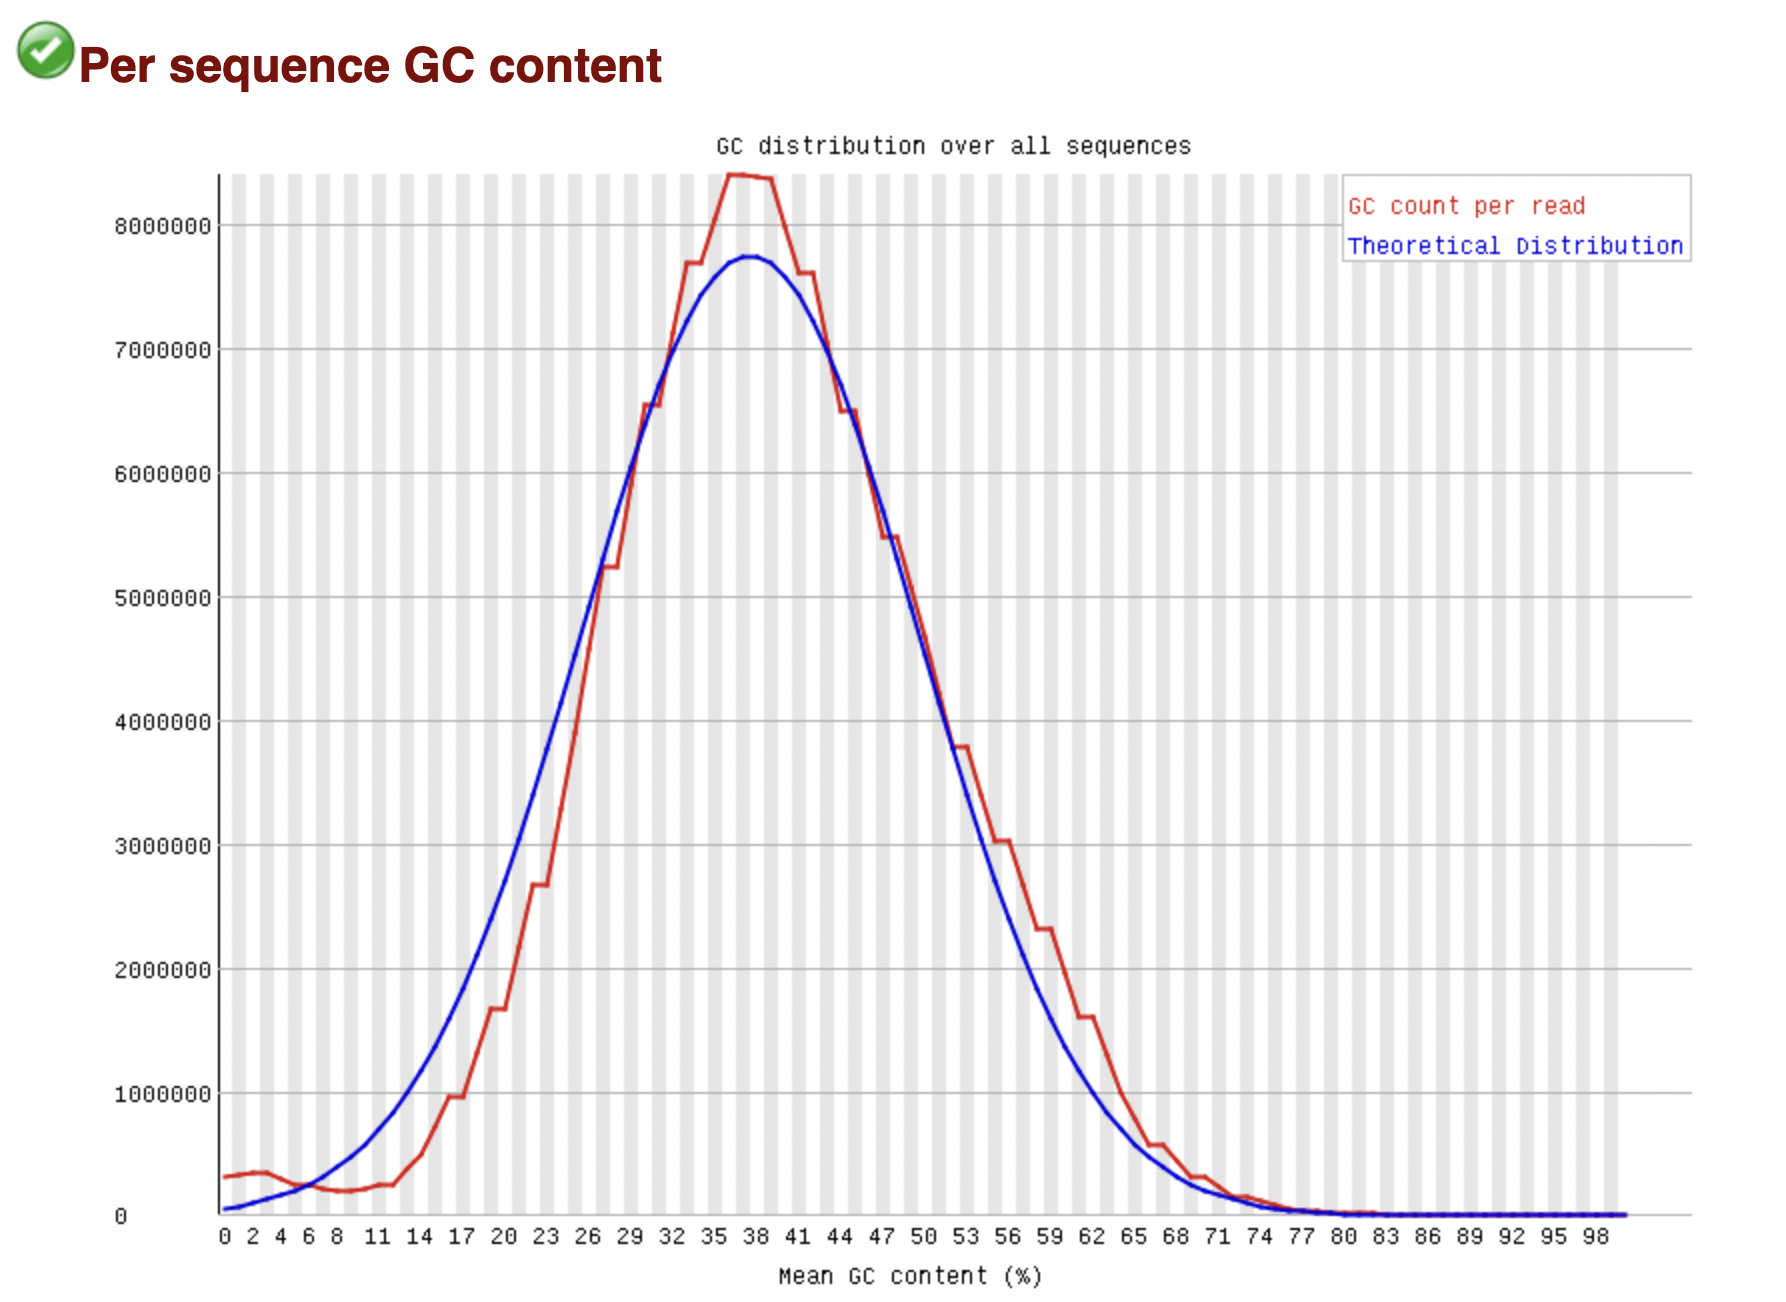 Per sequence GC content
GC distribution over all sequences
GC count per read
Theoretical Distribution
8000000
7000000
6000000
5000000
4000000
3000000
2000000
1000000
0
0 2 4 6 8 11 14 17 20 23 26 29 32 35 38 41 44 47 50 53 56 59 62 65 68 71 74 77 80 83 86 89 92 95 98
Mean GC content (%)